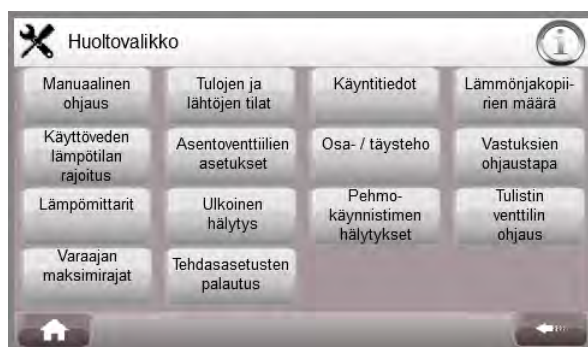 Huoltovalikko
Manuaalinen
ohjaus
Tulojen ja
lähtöjen tilat
Käyntitiedot
Lämmönjakopii-
rien määrä
Käyttöveden
lämpötilan
rajoitus
Asentoventtiilien
asetukset
Osa- / täysteho
Vastuksien
ohjaustapa
Lämpömittarit
Ulkoinen
hälytys
Pehmo-
käynnistimen
hälytykset
Tulistin
venttilin
ohjaus
Varaajan
maksimirajat
Tehdasasetusten
palautus